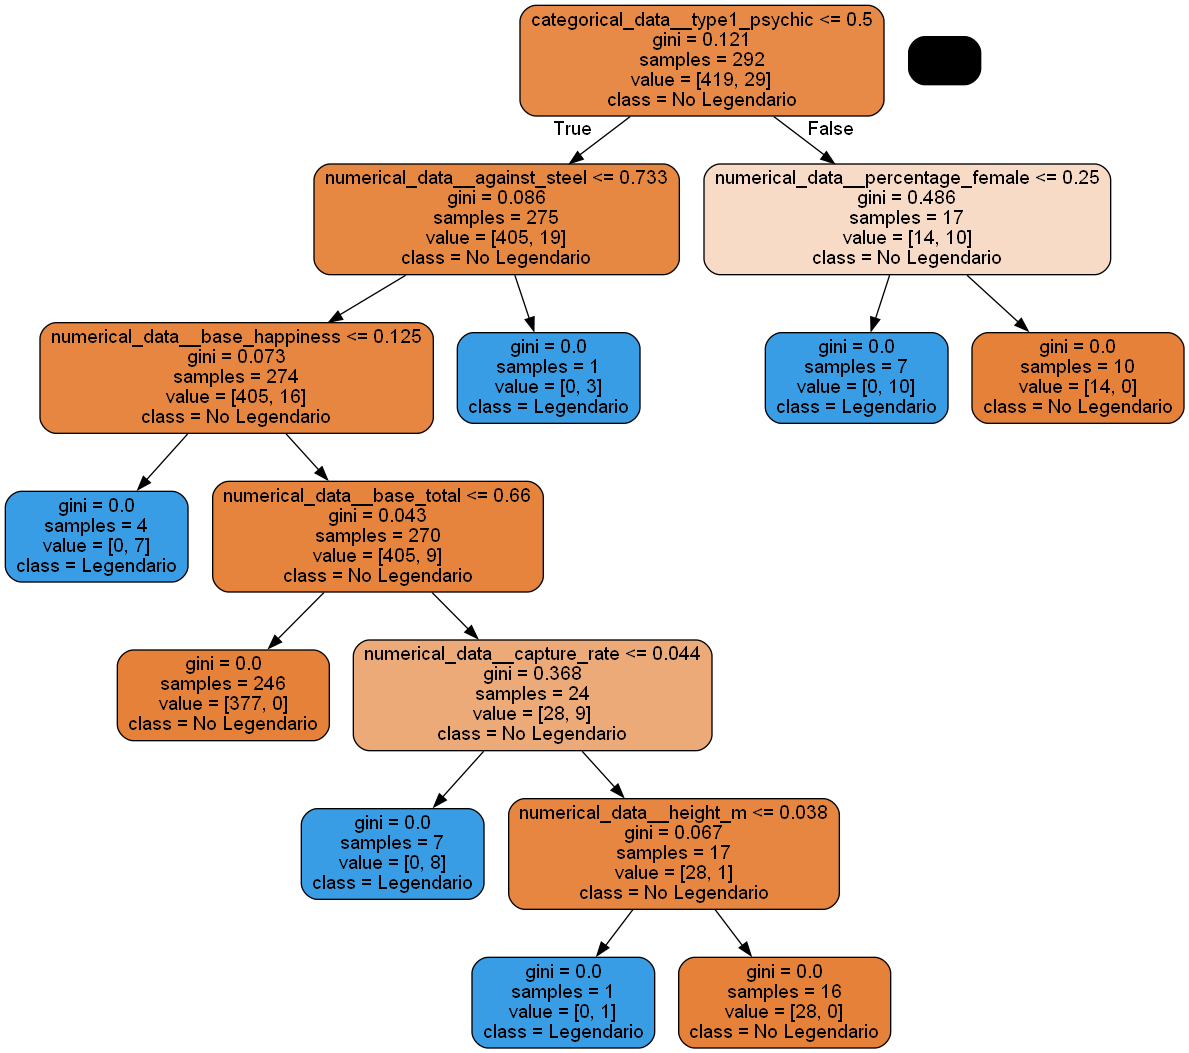 categorical_data__type1_psychic <= 0.5
gini = 0.121
samples = 292
value = [419, 29]
class = No Legendario
True
False
numerical_data__against_steel <= 0.733
gini = 0.086
samples = 275
value = [405, 19]
class = No Legendario
numerical_data__percentage_female <= 0.25
gini = 0.486
samples = 17
value = [14, 10]
class = No Legendario
numerical_data__base_happiness <= 0.125
gini = 0.073
samples = 274
value = [405, 16]
class = No Legendario
gini = 0.0
samples = 1
value = [0, 3]
class = Legendario
gini = 0.0
samples = 7
value = [0, 10]
class = Legendario
gini = 0.0
samples = 10
value = [14, 0]
class = No Legendario
gini = 0.0
samples = 4
value = [0, 7]
class = Legendario
numerical_data__base_total <= 0.66
gini = 0.043
samples = 270
value = [405, 9]
class = No Legendario
gini = 0.0
samples = 246
value = [377, 0]
class = No Legendario
numerical_data__capture_rate <= 0.044
gini = 0.368
samples = 24
value = [28, 9]
class = No Legendario
gini = 0.0
samples = 7
value = [0, 8]
class = Legendario
numerical_data__height_m <= 0.038
gini = 0.067
samples = 17
value = [28, 1]
class = No Legendario
gini = 0.0
samples = 1
value = [0, 1]
class = Legendario
gini = 0.0
samples = 16
value = [28, 0]
class = No Legendario